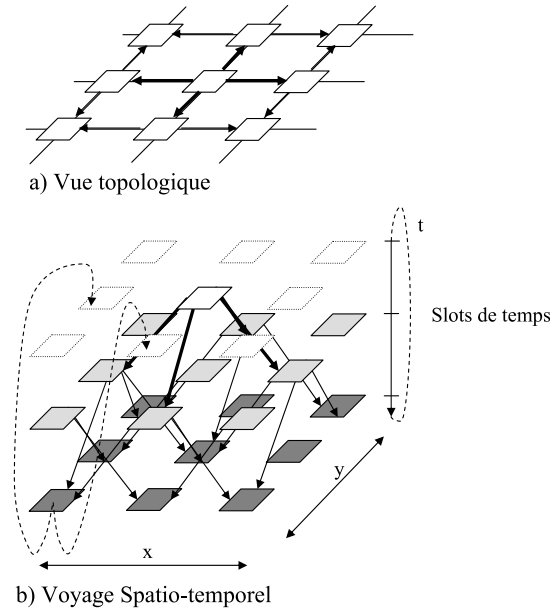 a) Vue topologique
t
Slots de temps
y
x
b) Voyage Spatio-temporel